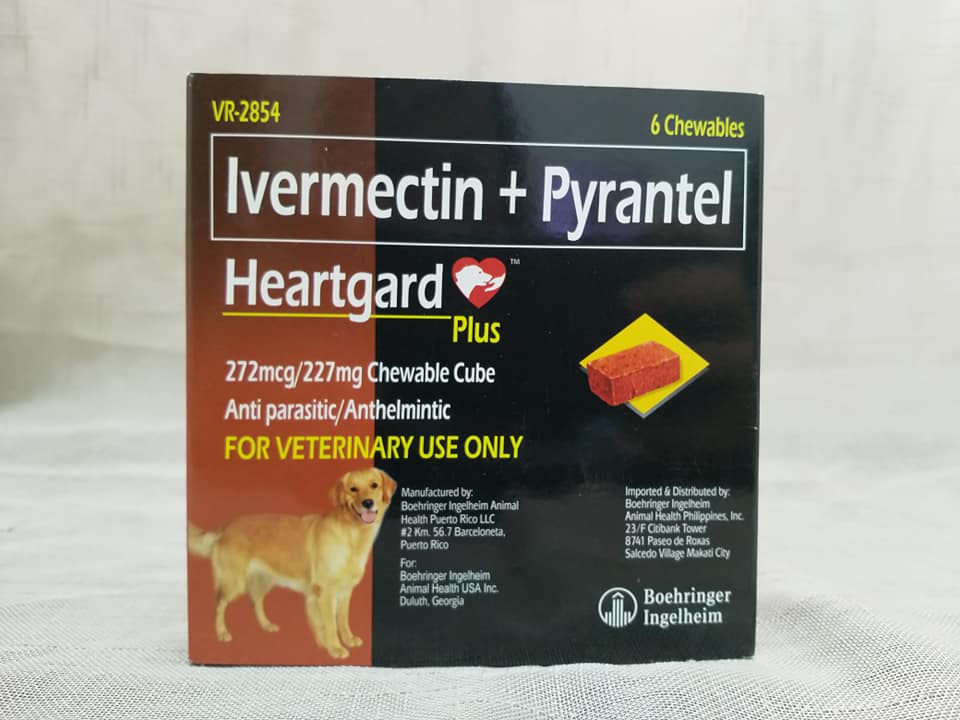 VR-2854
6 Chewables
Ivermectin + Pyrantel
Heartgard TM
Plus
272mcg/227mg Chewable Cube
Anti parasitic/Anthelmintic
FOR VETERINARY USE ONLY
Manufactured by:
Boehringer Ingelheim Animal
Health Puerto Rico LLC
#2 Km. 56.7 Barceloneta,
Puerto Rico
For:
Boehringer Ingelheim
Animal Health USA Inc.
Duluth, Georgia
Imported & Distributed by:
Boehringer Ingelheim
Animal Health Philippines, Inc.
23/F Citibank Tower
8741 Paseo de Roxas
Salcedo Village Makati City
Boehringer
Ingelheim